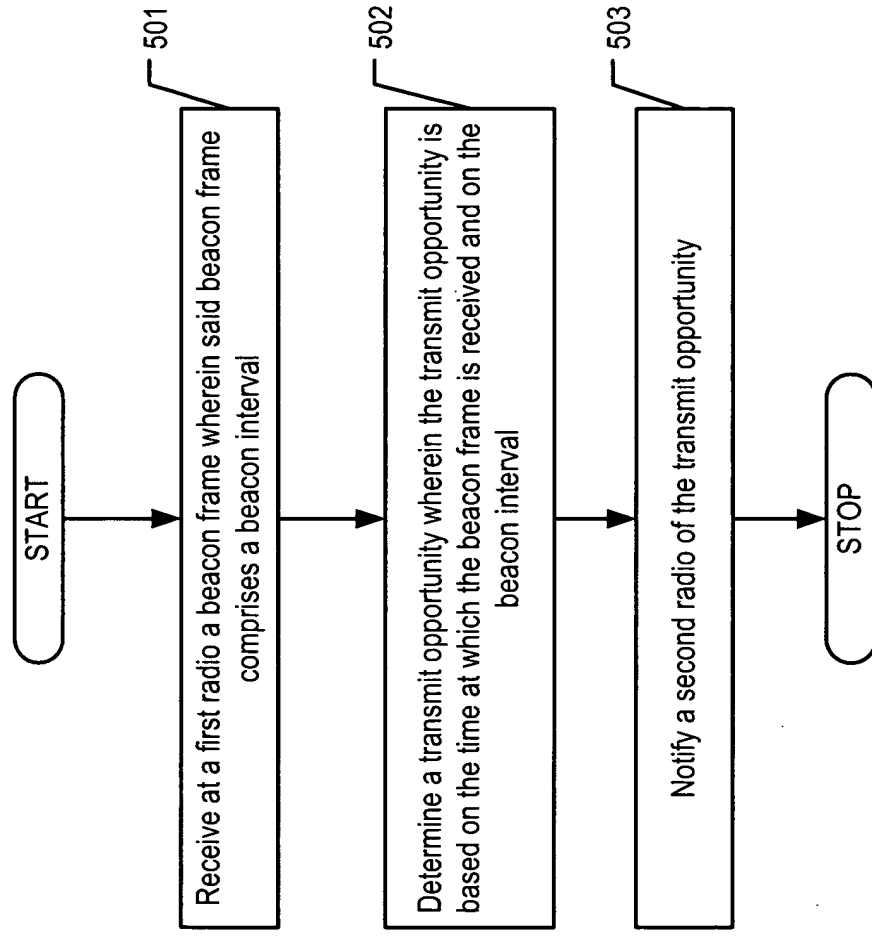 START
501
Receive at a first radio a beacon frame wherein said beacon frame
comprises a beacon interval
502
Determine a transmit opportunity wherein the transmit opportunity is
based on the time at which the beacon frame is received and on the
beacon interval
503
Notify a second radio of the transmit opportunity
STOP